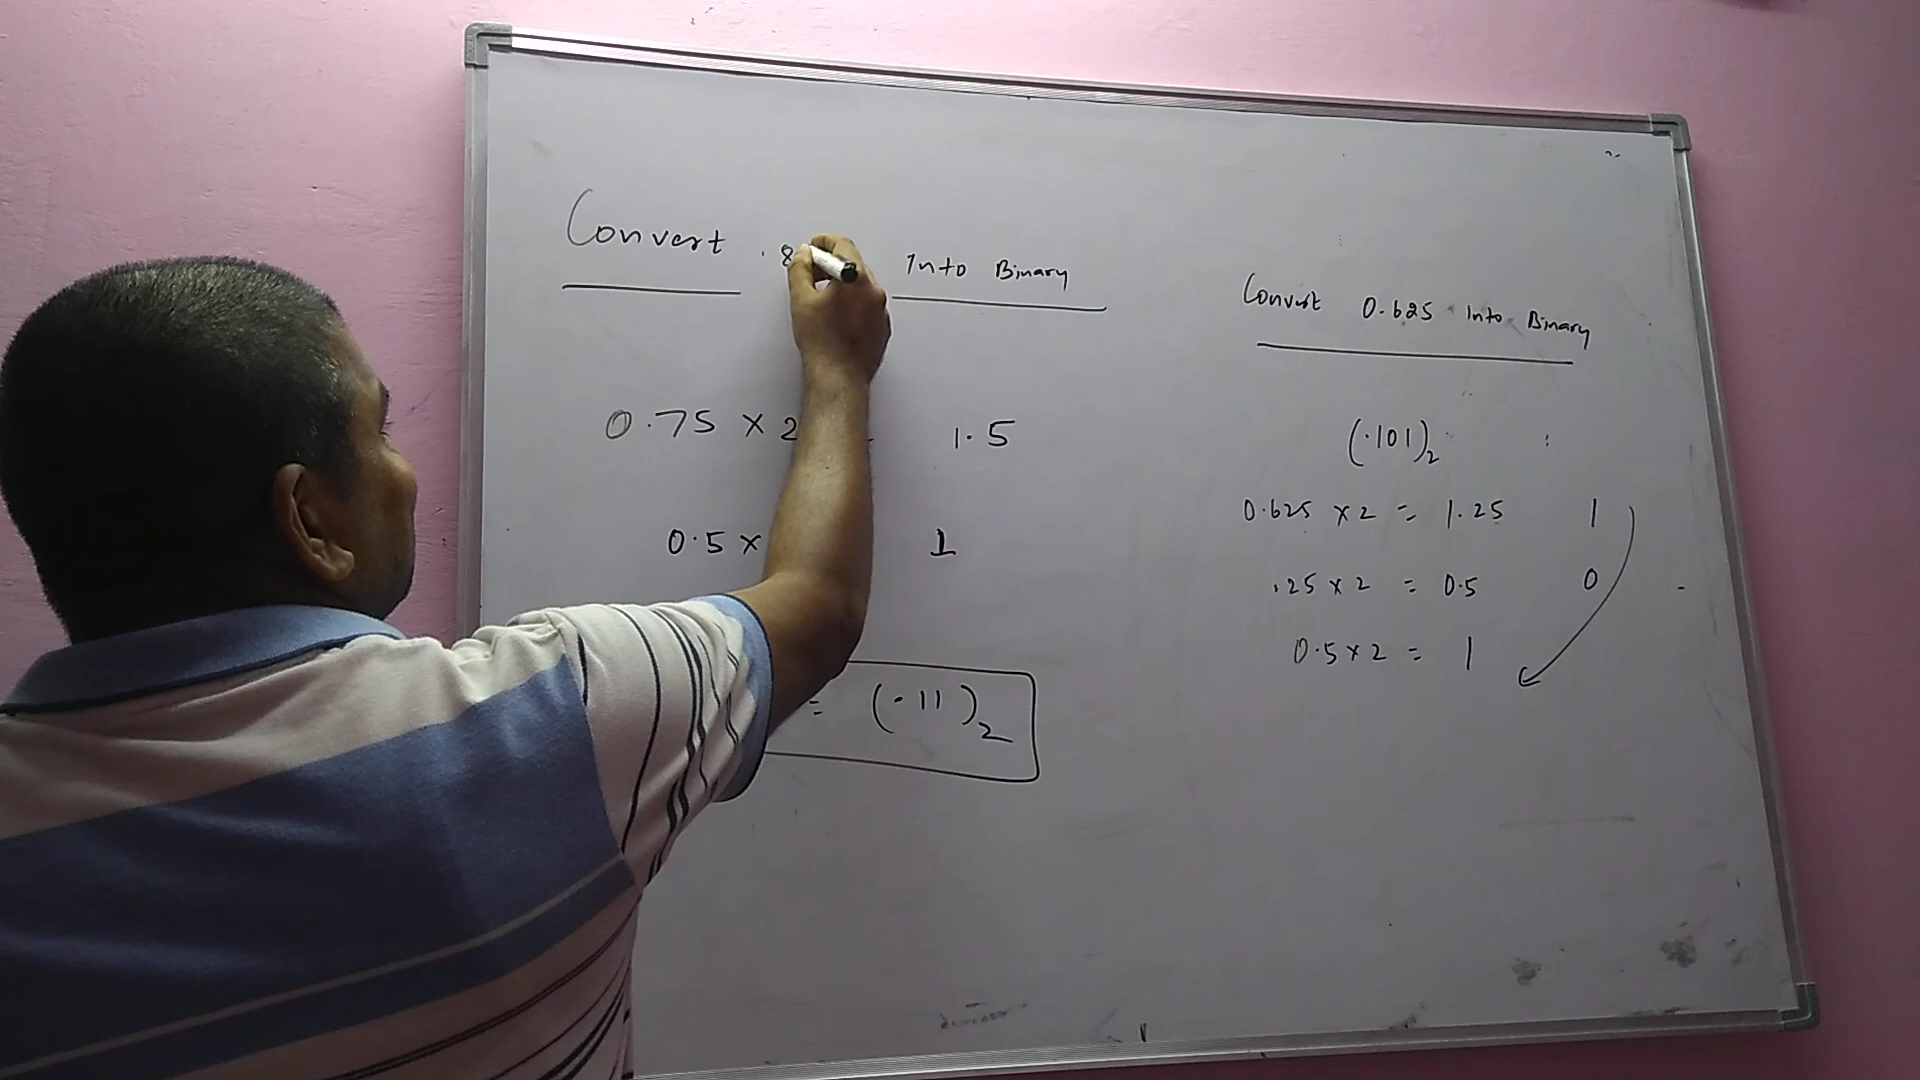 Convert .8 Into Binary
0.75 × 2 1.5
0.5 × 1
= (.11)2
Convert 0.625 Into Binary
(.101)2
0.625 × 2 = 1.25 1
.25 × 2 = 0.5 0
0.5 × 2 = 1